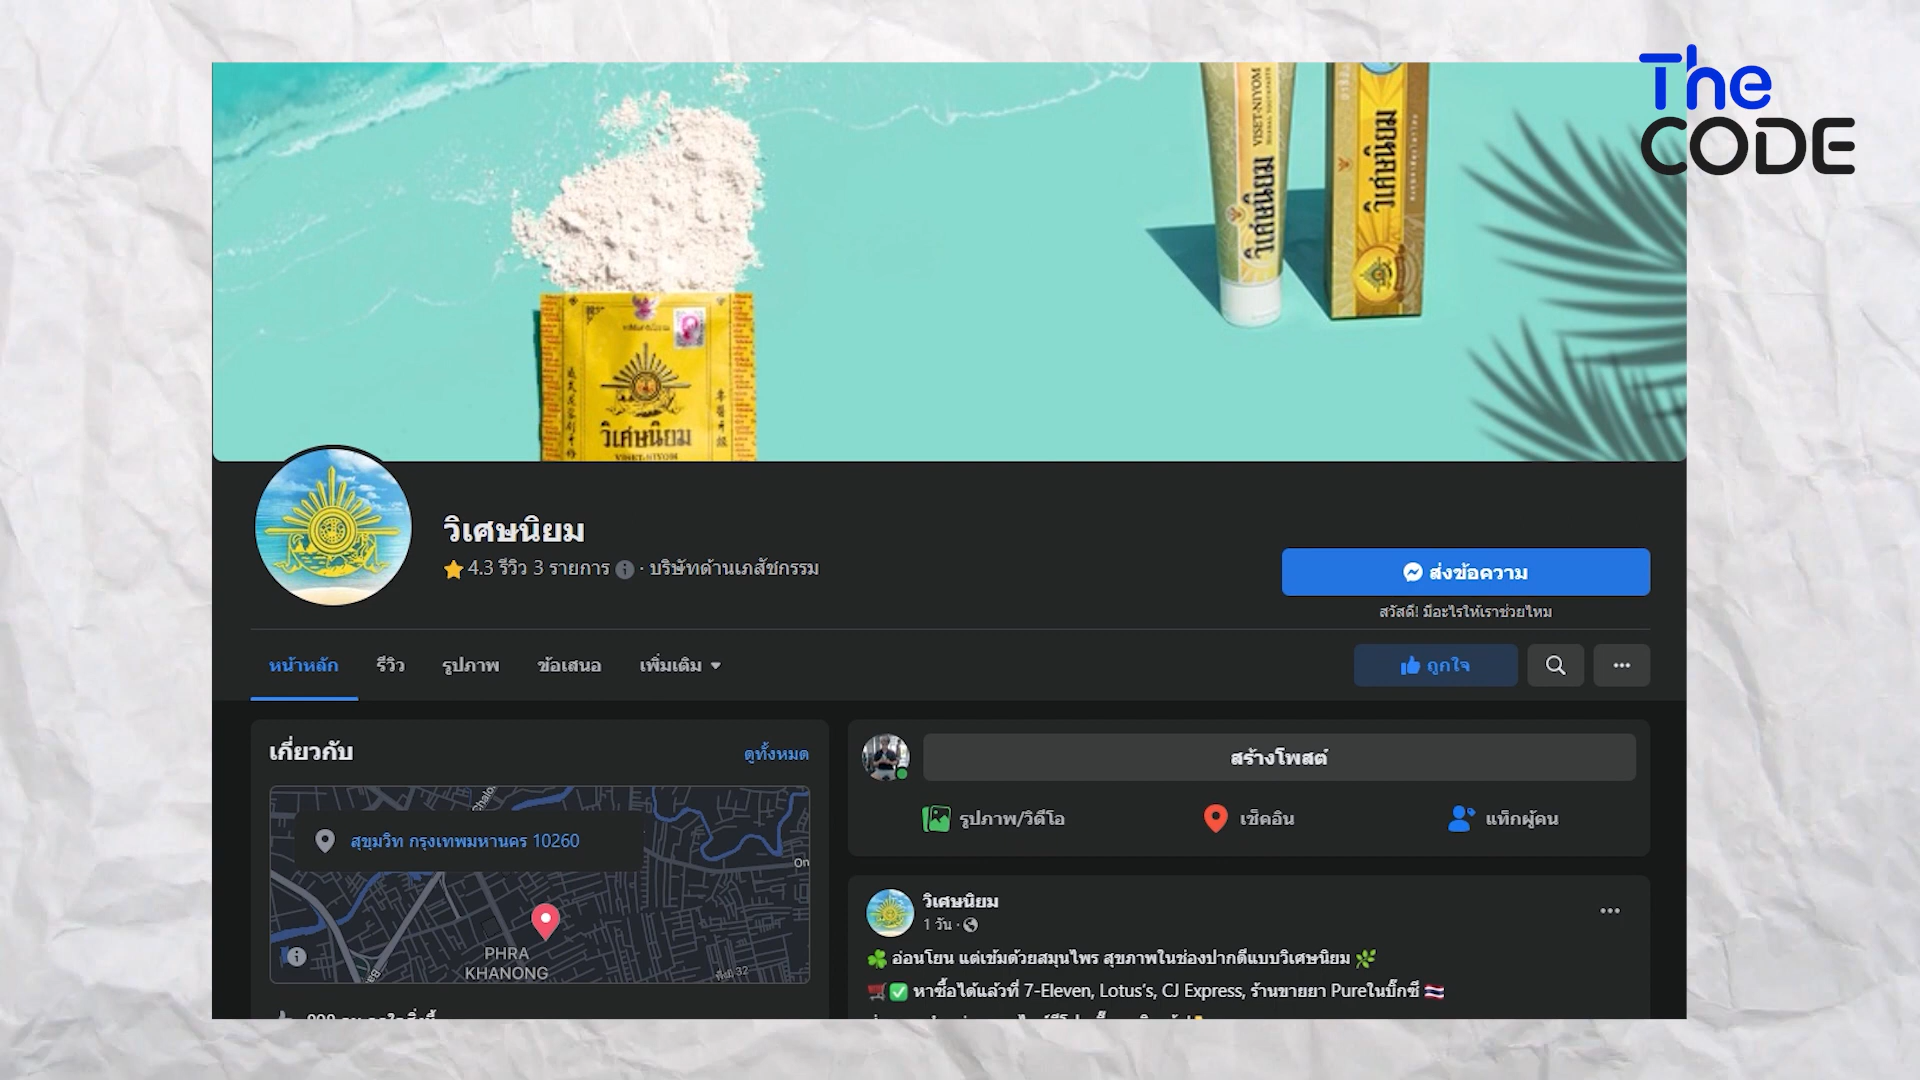 The
CODE
วิเศษนิยม
VISET-NIYOM
วิเศษนิยม
วิเศษนิยม
VISET-NIYOM
วิเศษนิยม
⭐ 4.3 รีวิว 3 รายการ · บริษัทด้านเภสัชกรรม
ส่งข้อความ
สวัสดี! มีอะไรให้เราช่วยไหม
หน้าหลัก รีวิว รูปภาพ ข้อเสนอ เพิ่มเติม
ถูกใจ
เกี่ยวกับ
ดูทั้งหมด
สุขุมวิท กรุงเทพมหานคร 10260
PHRA
KHANONG
สร้างโพสต์
รูปภาพ/วิดีโอ เช็คอิน แท็กผู้คน
วิเศษนิยม
1 วัน ·
🍀 อ่อนโยน แต่เข้มด้วยสมุนไพร สุขภาพในช่องปากดีแบบวิเศษนิยม 🌿
🛒✅ หาซื้อได้แล้วที่ 7-Eleven, Lotus's, CJ Express, ร้านขายยา Pureในบิ๊กซี 🇹🇭